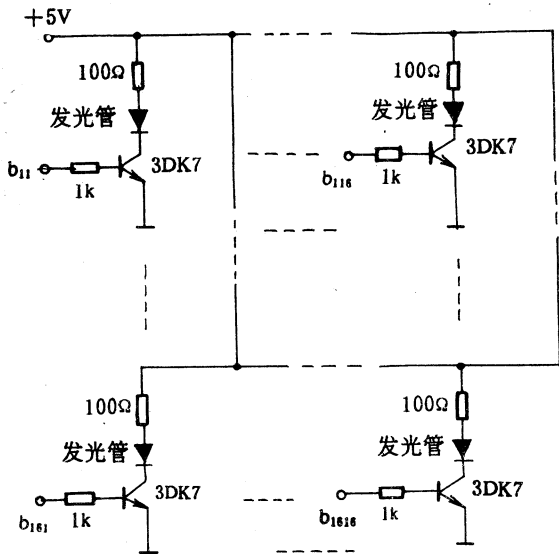 +5V
100Ω 100Ω
发光管 发光管
b₁₁ 1k 3DK7 b₁₁₆ 1k 3DK7
100Ω 100Ω
发光管 发光管
b₁₆₁ 1k 3DK7 b₁₆₁₆ 1k 3DK7